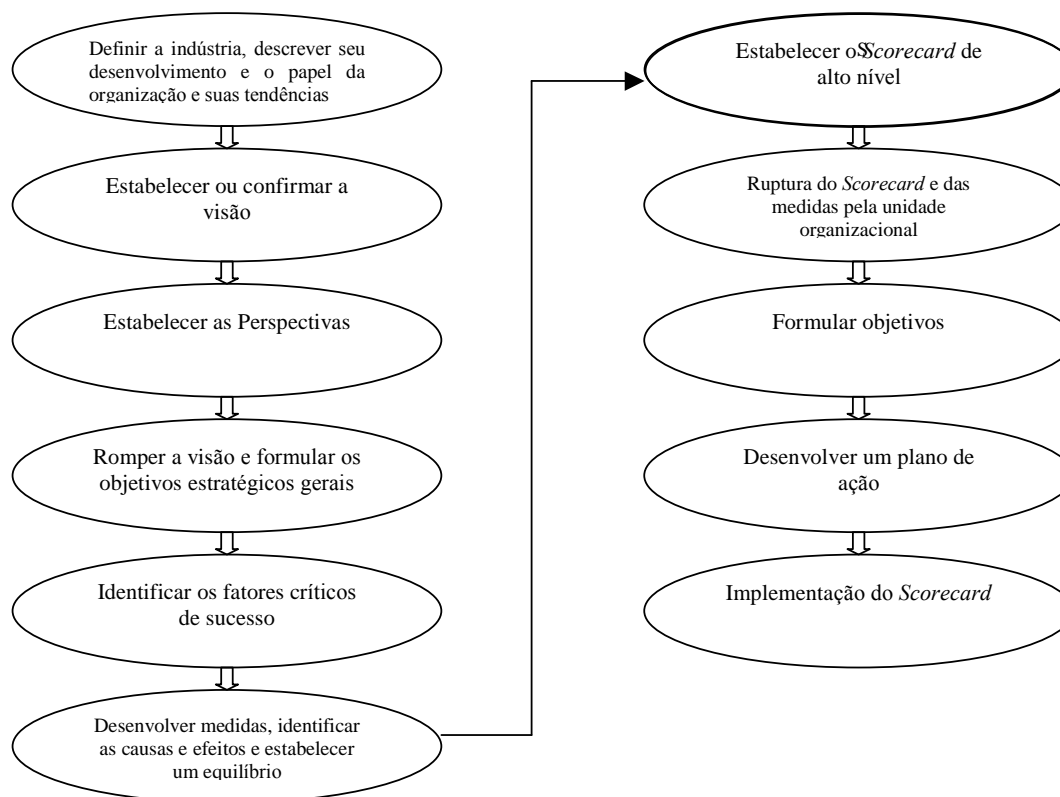 Definir a indústria, descrever seu
desenvolvimento e o papel da
organização e suas tendências
Estabelecer ou confirmar a
visão
Estabelecer as Perspectivas
Romper a visão e formular os
objetivos estratégicos gerais
Identificar os fatores críticos
de sucesso
Desenvolver medidas, identificar
as causas e efeitos e estabelecer
um equilíbrio
Estabelecer o Scorecard de
alto nível
Ruptura do Scorecard e das
medidas pela unidade
organizacional
Formular objetivos
Desenvolver um plano de
ação
Implementação do Scorecard